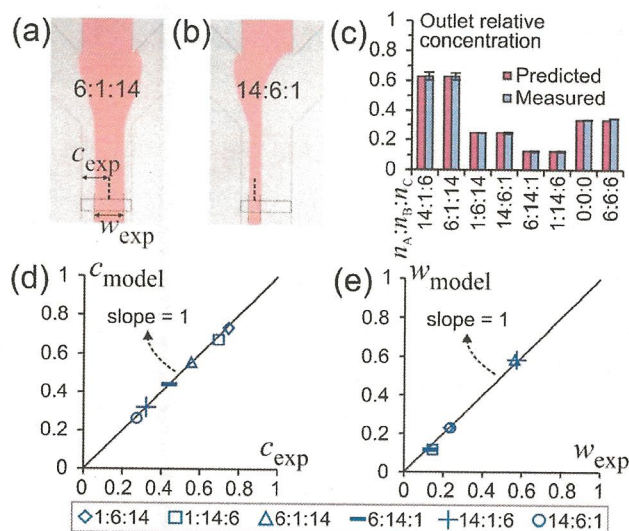 (a)
6:1:14
c_exp
w_exp
(b)
14:6:1
(c)
Outlet relative
concentration
0.8
0.6
0.4
0.2
0
Predicted
Measured
n_A:n_B:n_C
14:1:6
6:1:14
1:6:14
14:6:1
6:14:1
1:14:6
0:0:0
6:6:6
(d)
c_model
1
0.8
0.6
0.4
0.2
0
slope = 1
c_exp
0 0.2 0.4 0.6 0.8 1
(e)
w_model
1
0.8
0.6
0.4
0.2
0
slope = 1
w_exp
0 0.2 0.4 0.6 0.8 1
1:6:14 1:14:6 6:1:14 6:14:1 14:1:6 14:6:1